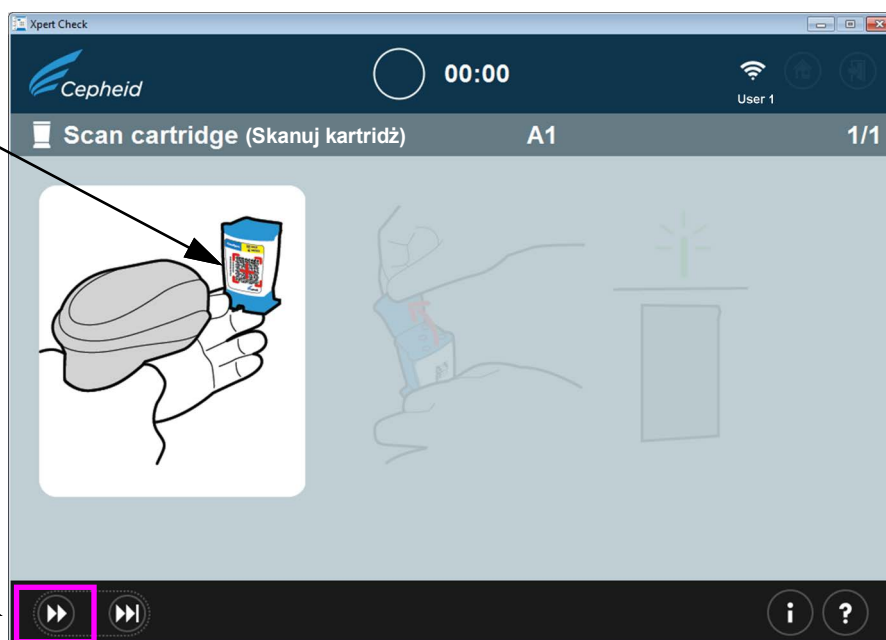 Xpert Check
Cepheid
00:00
User 1
Scan cartridge (Skanuj kartridż)
A1
1/1
i
?